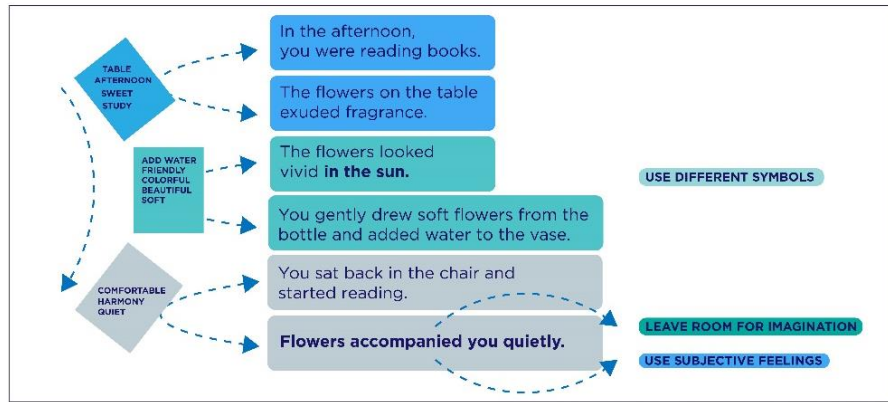 TABLE
AFTERNOON
SWEET
STUDY
In the afternoon,
you were reading books.
The flowers on the table
exuded fragrance.
ADD WATER
FRIENDLY
COLORFUL
BEAUTIFUL
SOFT
The flowers looked
vivid in the sun.
You gently drew soft flowers from the
bottle and added water to the vase.
USE DIFFERENT SYMBOLS
COMFORTABLE
HARMONY
QUIET
You sat back in the chair and
started reading.
Flowers accompanied you quietly.
LEAVE ROOM FOR IMAGINATION
USE SUBJECTIVE FEELINGS